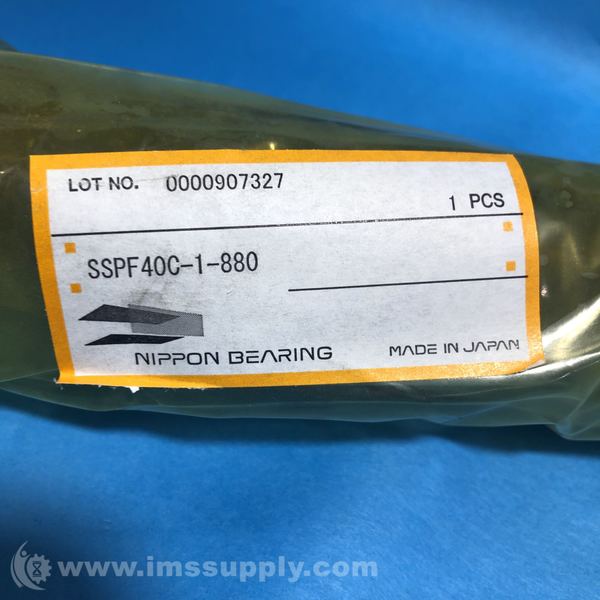 LOT NO. 0000907327
1 PCS
SSPF40C-1-880
NIPPON BEARING
MADE IN JAPAN
www.imssupply.com